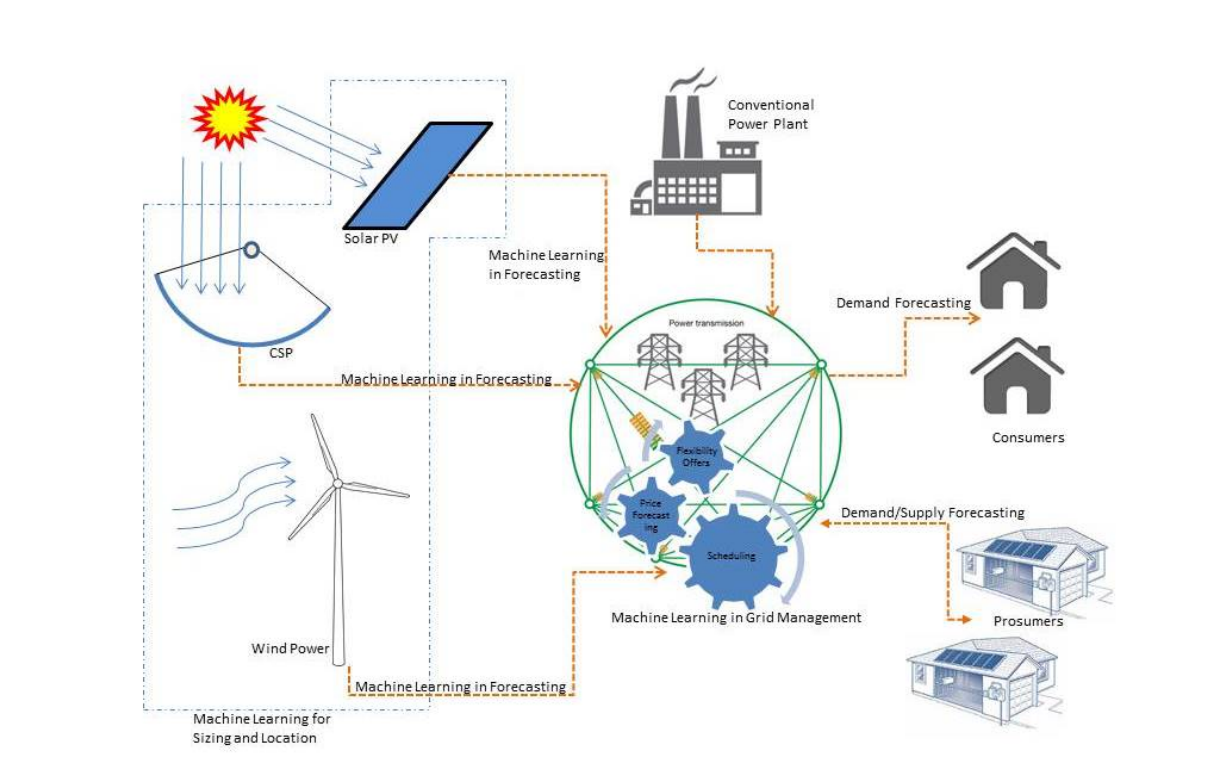 Conventional
Power Plant
Solar PV
Machine Learning
in Forecasting
Demand Forecasting
Power transmission
CSP
Machine Learning in Forecasting
Consumers
Flexibility
Offers
Price
Forecast
ing
Demand/Supply Forecasting
Scheduling
Machine Learning in Grid Management
Prosumers
Wind Power
Machine Learning in Forecasting
Machine Learning for
Sizing and Location